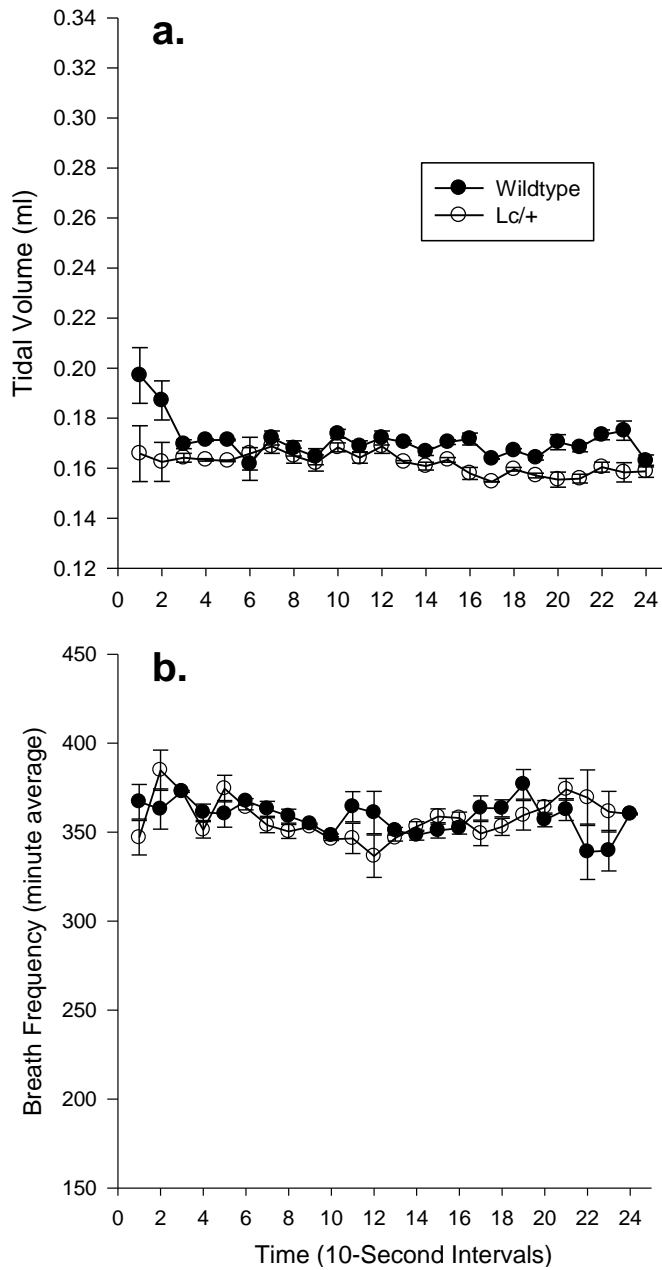 a.
0.34
0.32
0.30
0.28
0.26
0.24
0.22
0.20
0.18
0.16
0.14
0.12
Tidal Volume (ml)
Wildtype
Lc/+
0 2 4 6 8 10 12 14 16 18 20 22 24
b.
450
400
350
300
250
200
150
Breath Frequency (minute average)
0 2 4 6 8 10 12 14 16 18 20 22 24
Time (10-Second Intervals)